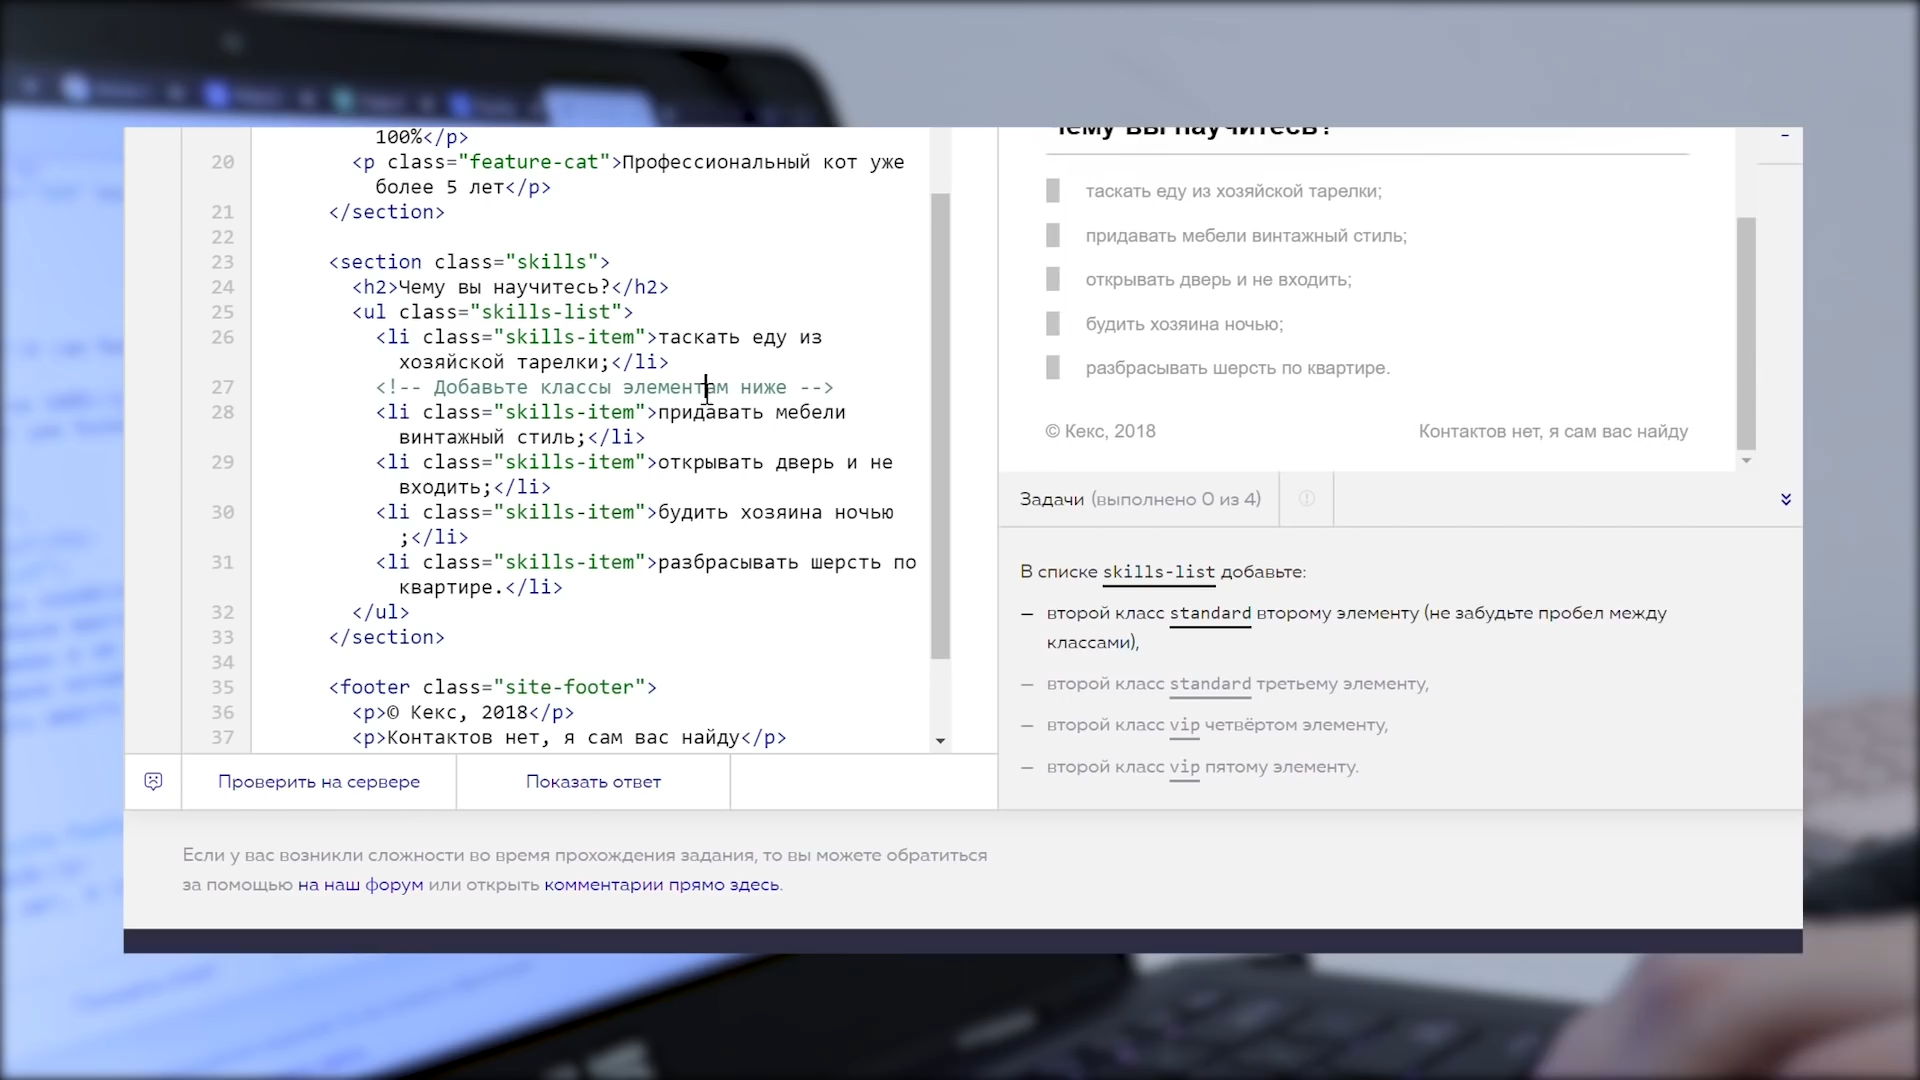 100%</p>
20 <p class="feature-cat">Профессиональный кот уже
более 5 лет</p>
21 </section>
22
23 <section class="skills">
24 <h2>Чему вы научитесь?</h2>
25 <ul class="skills-list">
26 <li class="skills-item">таскать еду из
хозяйской тарелки;</li>
27 <!-- Добавьте классы элементам ниже -->
28 <li class="skills-item">придавать мебели
винтажный стиль;</li>
29 <li class="skills-item">открывать дверь и не
входить;</li>
30 <li class="skills-item">будить хозяина ночью
;</li>
31 <li class="skills-item">разбрасывать шерсть по
квартире.</li>
32 </ul>
33 </section>
34
35 <footer class="site-footer">
36 <p>© Кекс, 2018</p>
37 <p>Контактов нет, я сам вас найду</p>
Проверить на сервере
Показать ответ
Чему вы научитесь?
таскать еду из хозяйской тарелки;
придавать мебели винтажный стиль;
открывать дверь и не входить;
будить хозяина ночью;
разбрасывать шерсть по квартире.
© Кекс, 2018
Контактов нет, я сам вас найду
Задачи (выполнено 0 из 4)
В списке skills-list добавьте:
— второй класс standard второму элементу (не забудьте пробел между
классами),
— второй класс standard третьему элементу,
— второй класс vip четвёртом элементу,
— второй класс vip пятому элементу.
Если у вас возникли сложности во время прохождения задания, то вы можете обратиться
за помощью на наш форум или открыть комментарии прямо здесь.